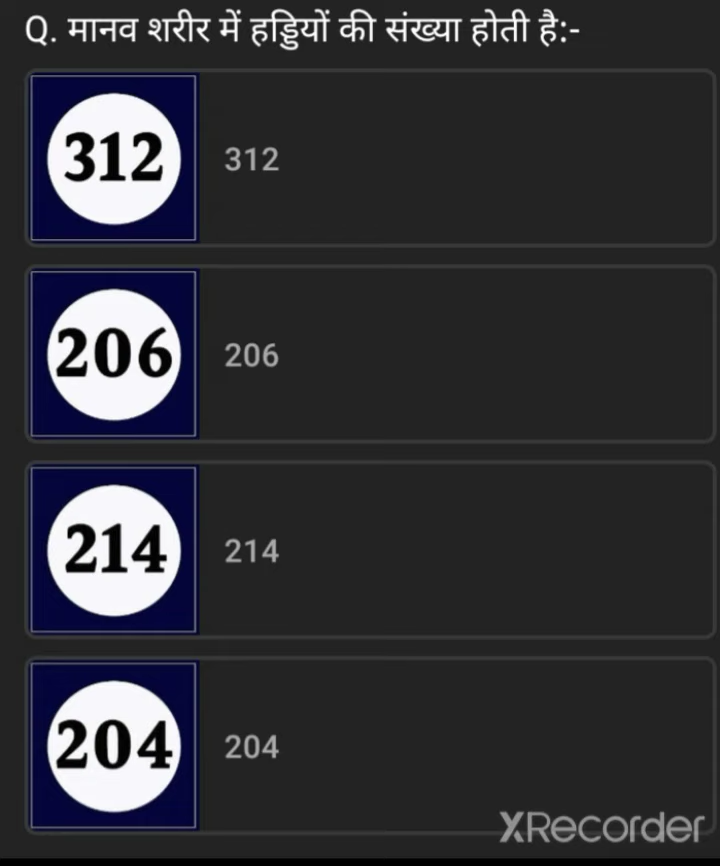 Q. मानव शरीर में हड्डियों की संख्या होती है:-
312 312
206 206
214 214
204 204
XRecorder